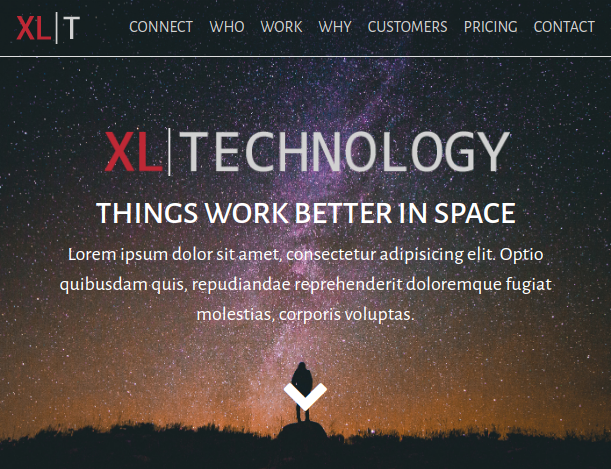 XL|T CONNECT WHO WORK WHY CUSTOMERS PRICING CONTACT
XL|TECHNOLOGY
THINGS WORK BETTER IN SPACE
Lorem ipsum dolor sit amet, consectetur adipisicing elit. Optio
quibusdam quis, repudiandae reprehenderit doloremque fugiat
molestias, corporis voluptas.